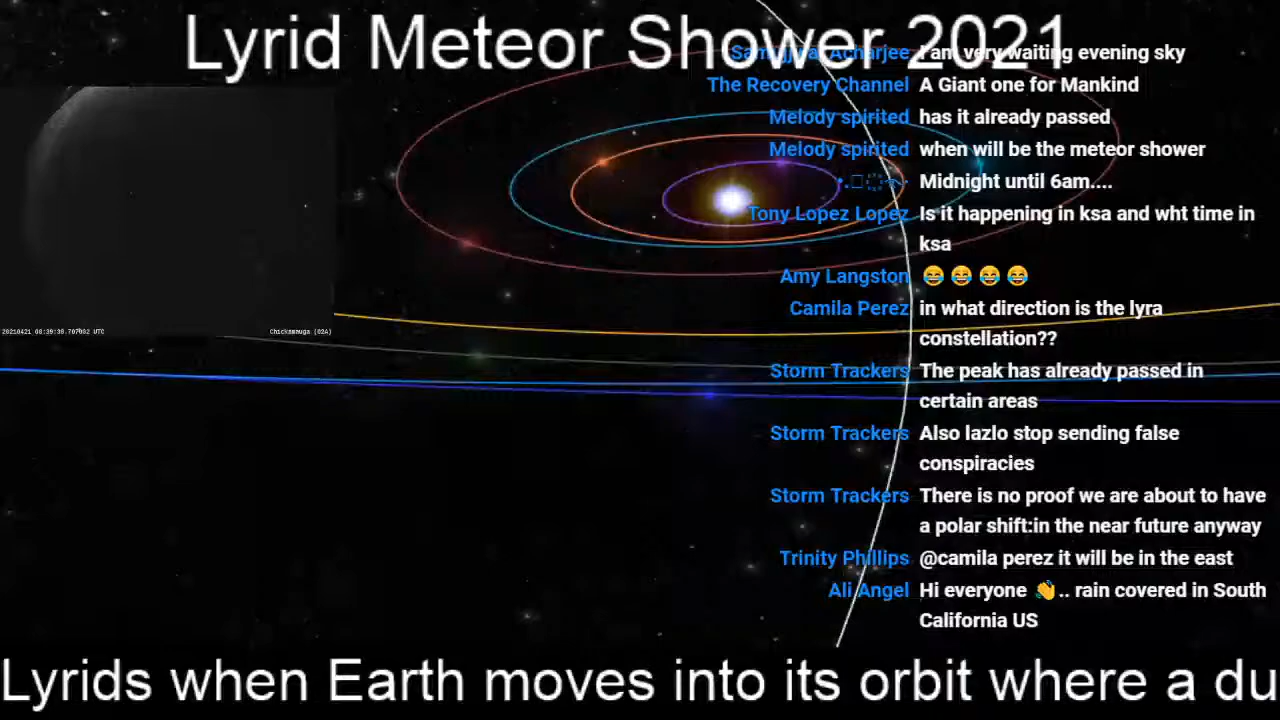 Lyrid Meteor Shower 2021
Acharjee I am very waiting evening sky
The Recovery Channel A Giant one for Mankind
Melody spirited has it already passed
Melody spirited when will be the meteor shower
Midnight until 6am....
Tony Lopez Lopez Is it happening in ksa and wht time in
ksa
Amy Langston 😂 😂 😂 😂
Camila Perez in what direction is the lyra
constellation??
Storm Trackers The peak has already passed in
certain areas
Storm Trackers Also lazlo stop sending false
conspiracies
Storm Trackers There is no proof we are about to have
a polar shift:in the near future anyway
Trinity Phillips @camila perez it will be in the east
Ali Angel Hi everyone 👋.. rain covered in South
California US
UTC
Chickamauga (02A)
Lyrids when Earth moves into its orbit where a du